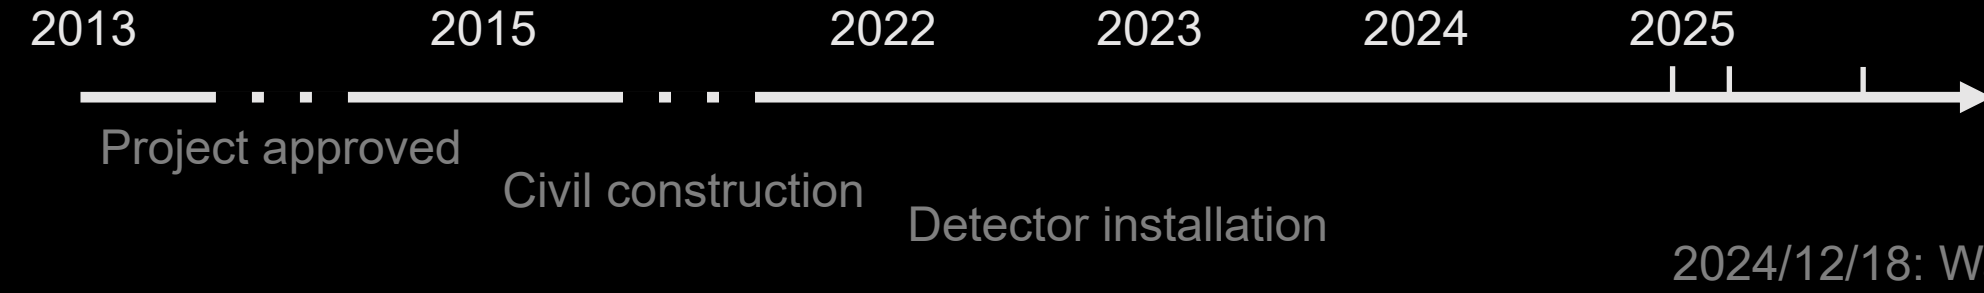 2013 2015 2022 2023 2024 2025
Project approved
Civil construction
Detector installation
2024/12/18: W